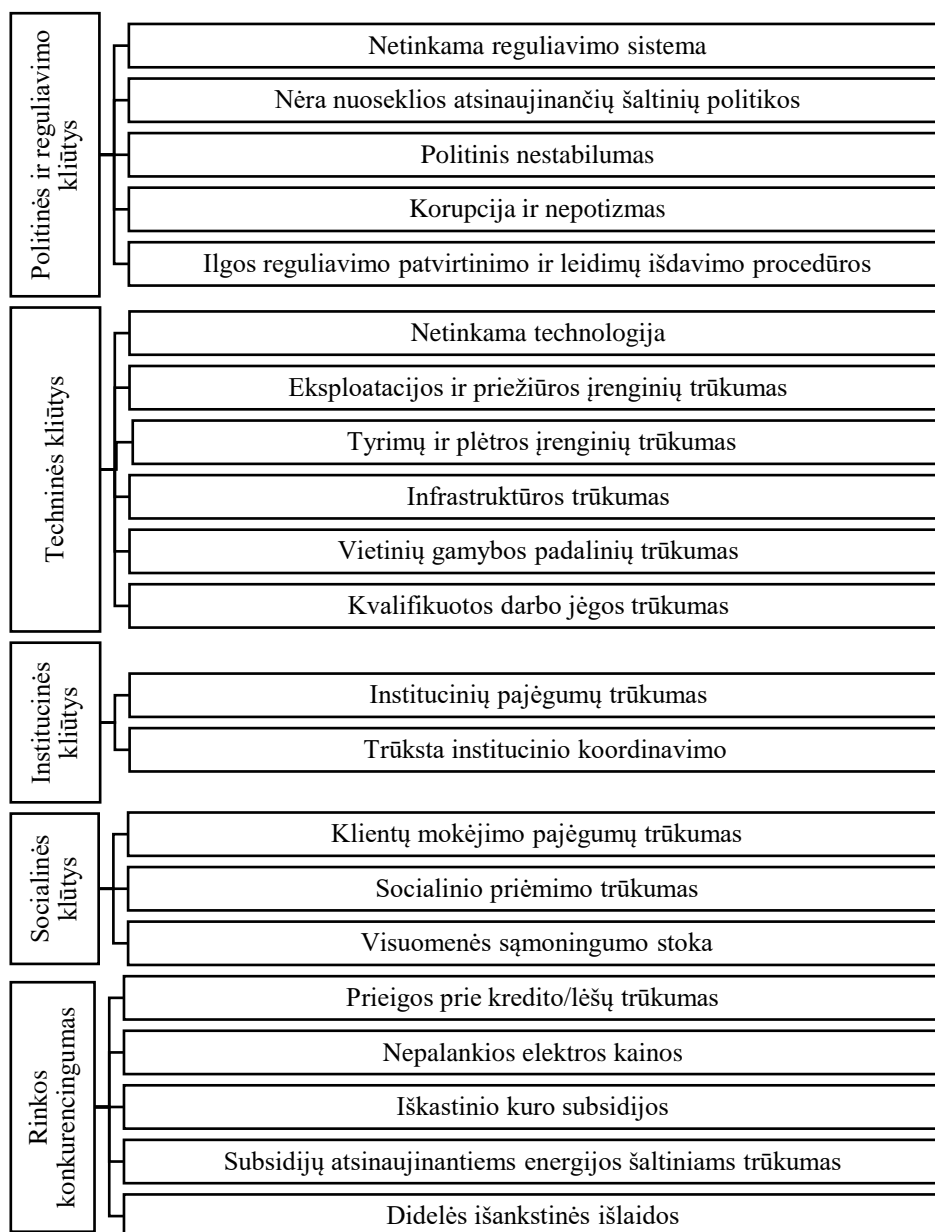 Politinės ir reguliavimo
kliūtys
Netinkama reguliavimo sistema
Nėra nuoseklios atsinaujinančių šaltinių politikos
Politinis nestabilumas
Korupcija ir nepotizmas
Ilgos reguliavimo patvirtinimo ir leidimų išdavimo procedūros
Techninės kliūtys
Netinkama technologija
Eksploatacijos ir priežiūros įrenginių trūkumas
Tyrimų ir plėtros įrenginių trūkumas
Infrastruktūros trūkumas
Vietinių gamybos padalinių trūkumas
Kvalifikuotos darbo jėgos trūkumas
Institucinės
kliūtys
Institucinių pajėgumų trūkumas
Trūksta institucinio koordinavimo
Socialinės
klūtys
Klientų mokėjimo pajėgumų trūkumas
Socialinio priėmimo trūkumas
Visuomenės sąmoningumo stoka
Rinkos
konkurencingumas
Prieigos prie kredito/lėšų trūkumas
Nepalankios elektros kainos
Iškastinio kuro subsidijos
Subsidijų atsinaujinantiems energijos šaltiniams trūkumas
Didelės išankstinės išlaidos